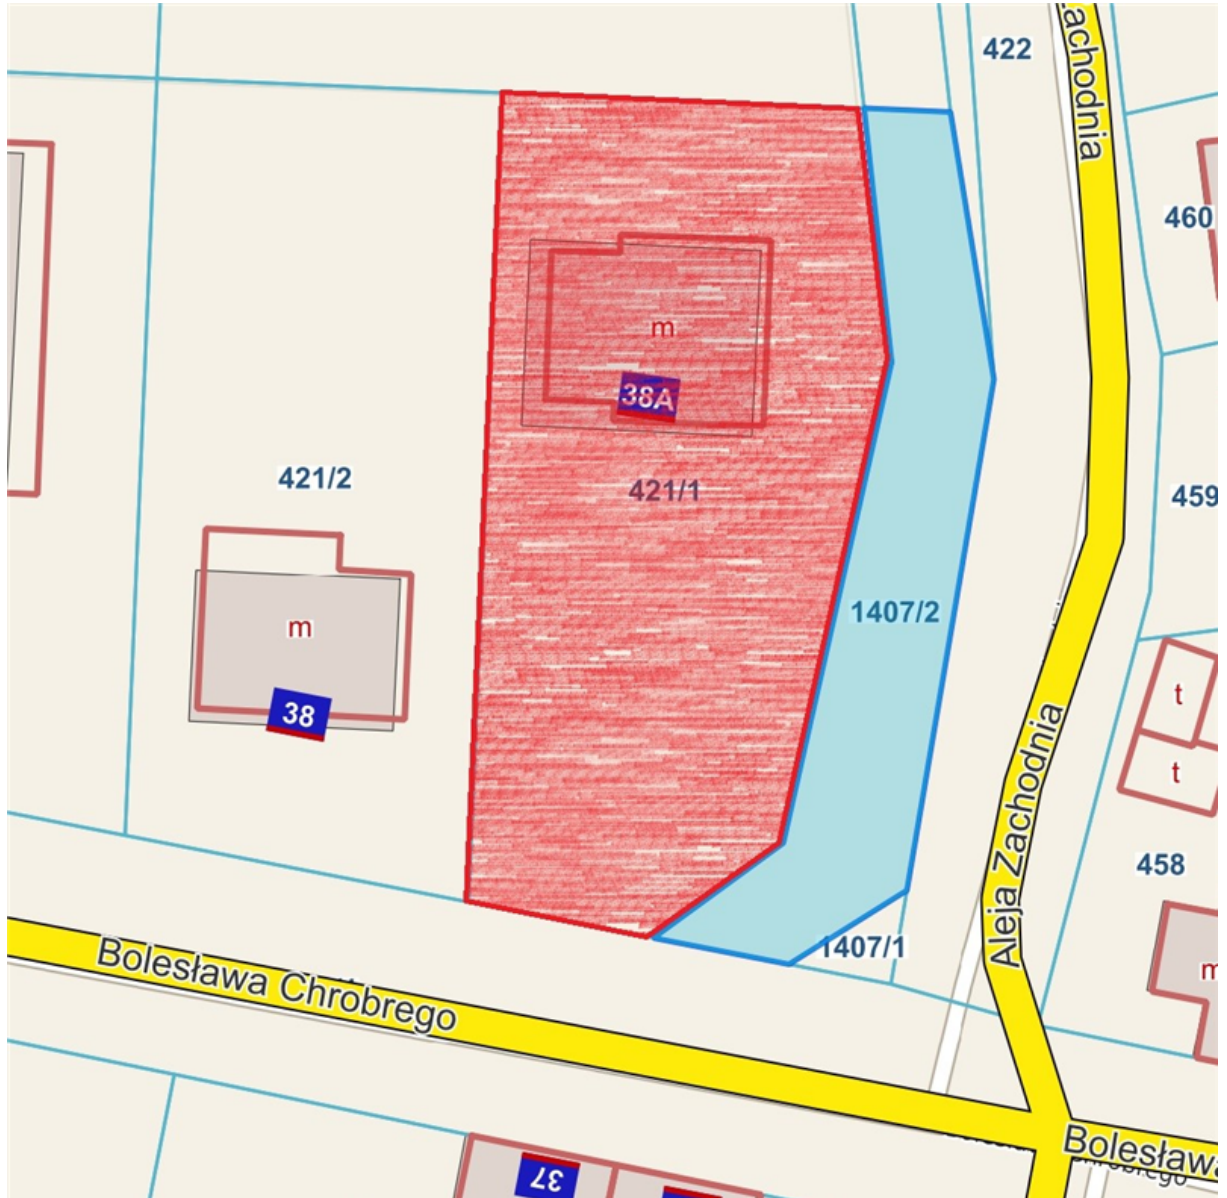 422
Zachodnia
460
m
38A
421/2
421/1
459
1407/2
m
38
t
t
Aleja Zachodnia
458
1407/1
m
Bolesława Chrobrego
Bolesława
Chrobrego
37